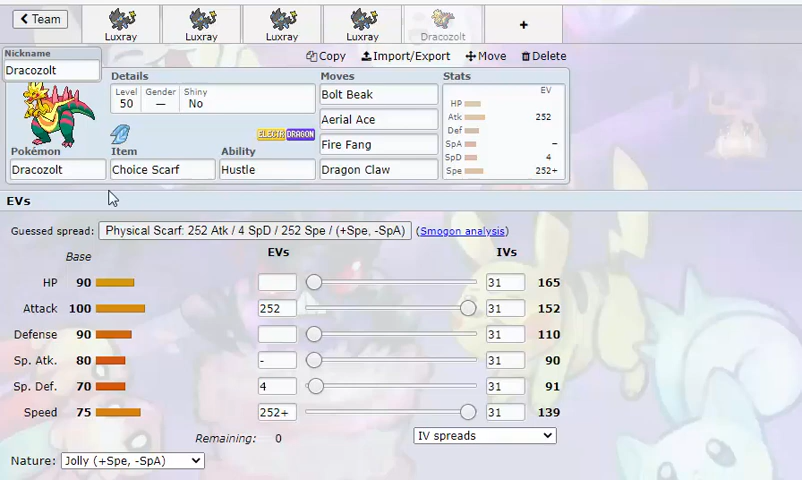 Team
Luxray
Luxray
Luxray
Luxray
Dracozolt
+
Nickname
Dracozolt
Copy
Import/Export
Move
Delete
Details
Level
50
Gender
—
Shiny
No
ELECTR
DRAGON
Pokémon
Dracozolt
Item
Choice Scarf
Ability
Hustle
Moves
Bolt Beak
Aerial Ace
Fire Fang
Dragon Claw
Stats
EV
HP
Atk 252
Def
SpA –
SpD 4
Spe 252+
EVs
Guessed spread: Physical Scarf: 252 Atk / 4 SpD / 252 Spe / (+Spe, -SpA) (Smogon analysis)
Base EVs IVs
HP 90 31 165
Attack 100 252 31 152
Defense 90 31 110
Sp. Atk. 80 - 31 90
Sp. Def. 70 4 31 91
Speed 75 252+ 31 139
Remaining: 0 IV spreads
Nature: Jolly (+Spe, -SpA)